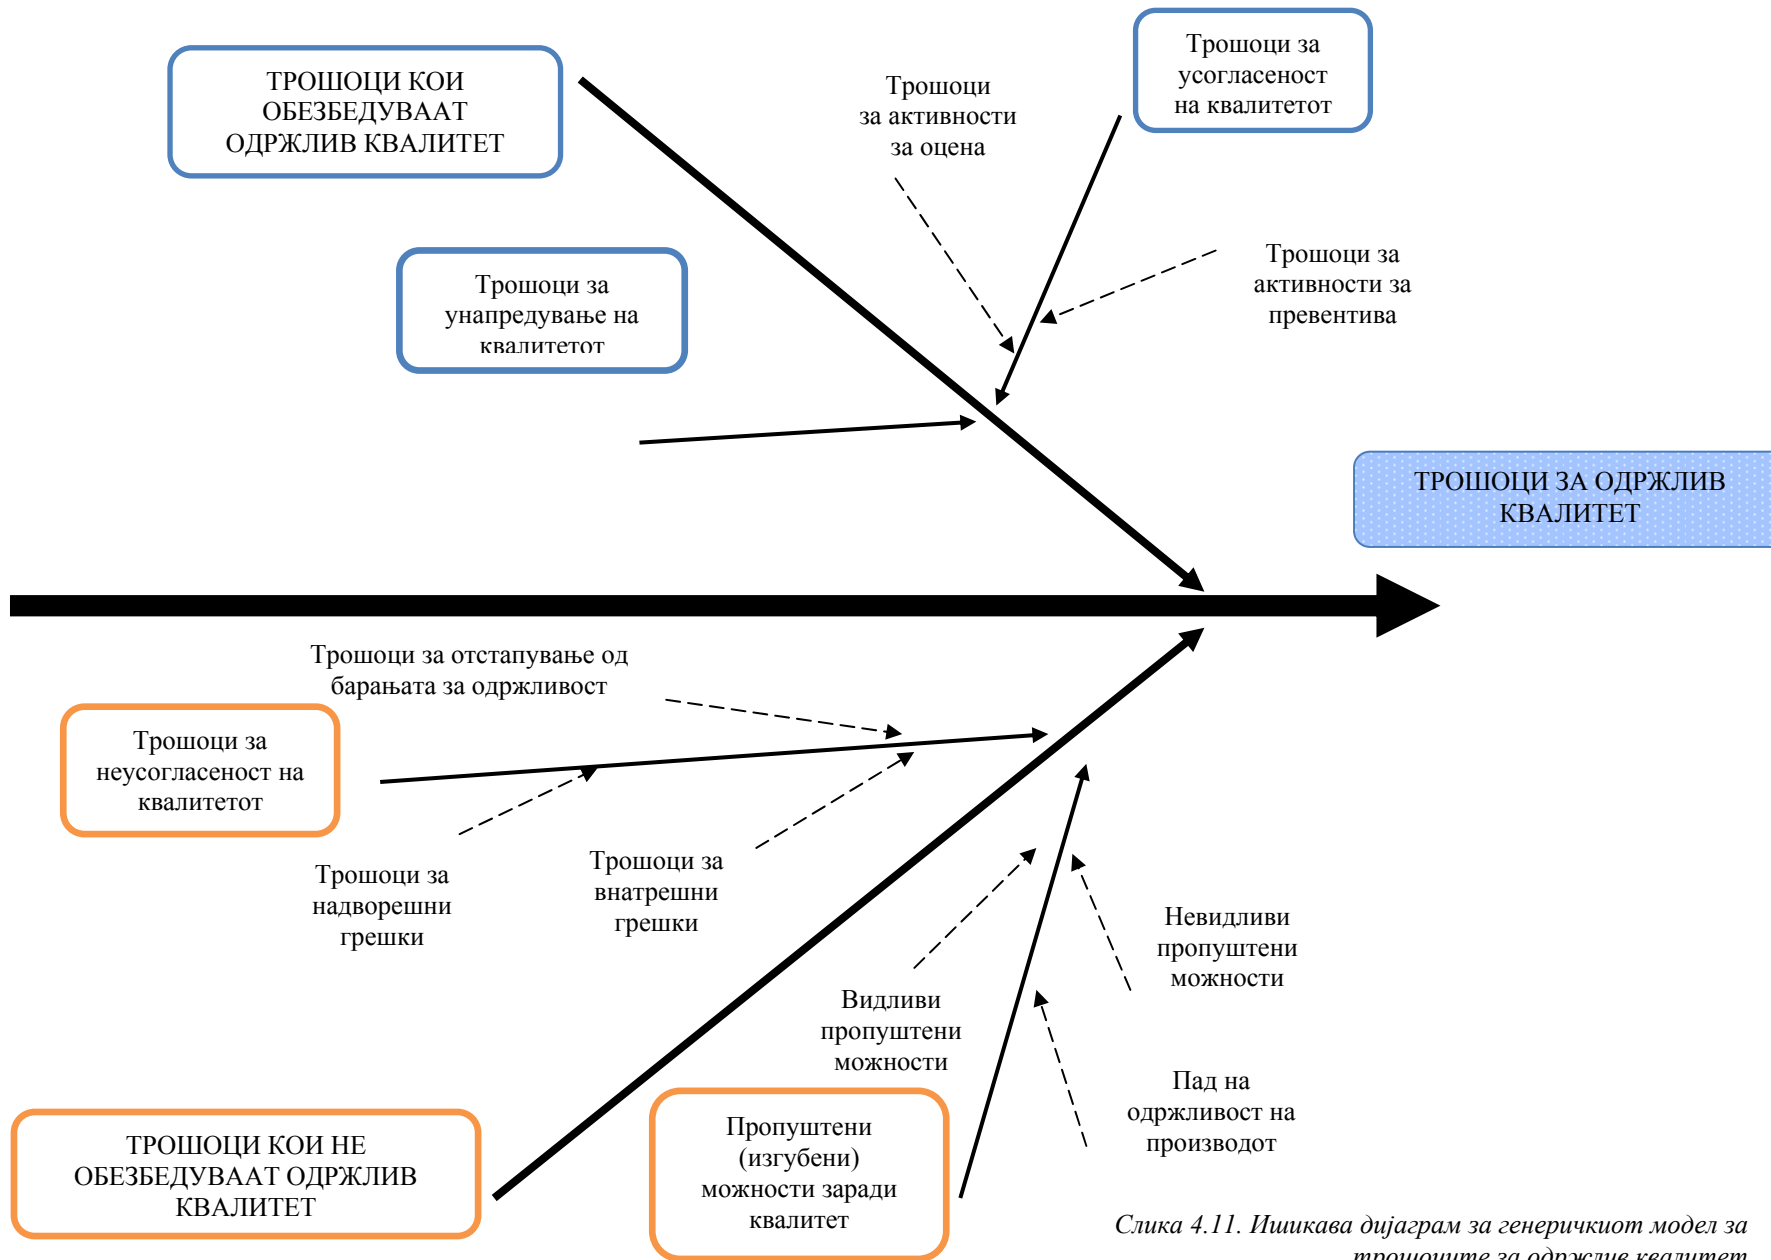 ТРОШОЦИ КОИ
ОБЕЗБЕДУВААТ
ОДРЖЛИВ КВАЛИТЕТ
Трошоци
за активности
за оцена
Трошоци за
усогласеност
на квалитетот
Трошоци за
унапредување на
квалитетот
Трошоци за
активности за
превентива
ТРОШОЦИ ЗА ОДРЖЛИВ
КВАЛИТЕТ
Трошоци за отстапување од
барањата за одржливост
Трошоци за
неусогласеност на
квалитетот
Трошоци за
надворешни
грешки
Трошоци за
внатрешни
грешки
Невидливи
пропуштени
можности
Видливи
пропуштени
можности
Пад на
одржливост на
производот
ТРОШОЦИ КОИ НЕ
ОБЕЗБЕДУВААТ ОДРЖЛИВ
КВАЛИТЕТ
Пропуштени
(изгубени)
можности заради
квалитет
Слика 4.11. Ишикава дијаграм за генеричкиот модел за
трошоците за одржлив квалитет